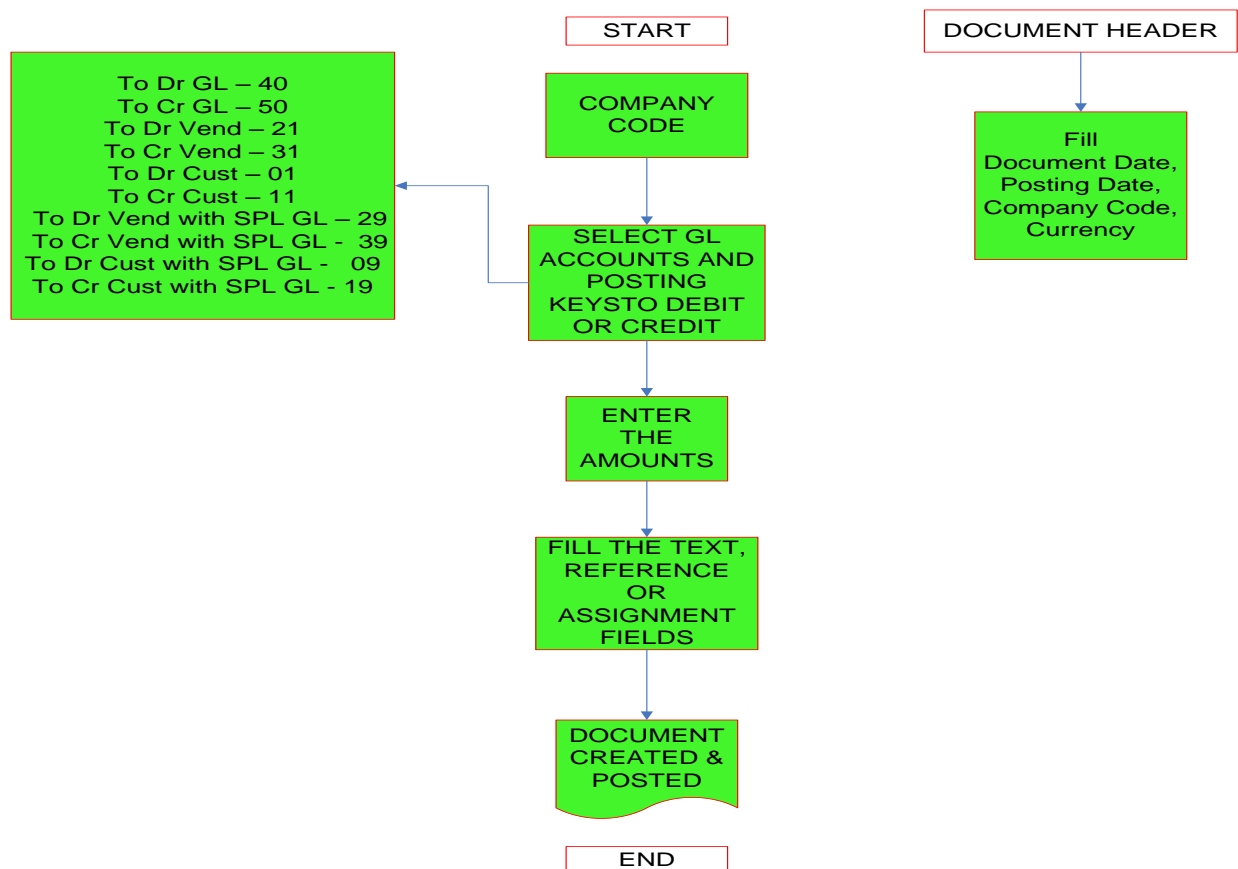 START
DOCUMENT HEADER
To Dr GL – 40
To Cr GL – 50
To Dr Vend – 21
To Cr Vend – 31
To Dr Cust – 01
To Cr Cust – 11
To Dr Vend with SPL GL – 29
To Cr Vend with SPL GL - 39
To Dr Cust with SPL GL - 09
To Cr Cust with SPL GL - 19
COMPANY
CODE
Fill
Document Date,
Posting Date,
Company Code,
Currency
SELECT GL
ACCOUNTS AND
POSTING
KEYSTO DEBIT
OR CREDIT
ENTER
THE
AMOUNTS
FILL THE TEXT,
REFERENCE
OR
ASSIGNMENT
FIELDS
DOCUMENT
CREATED &
POSTED
END